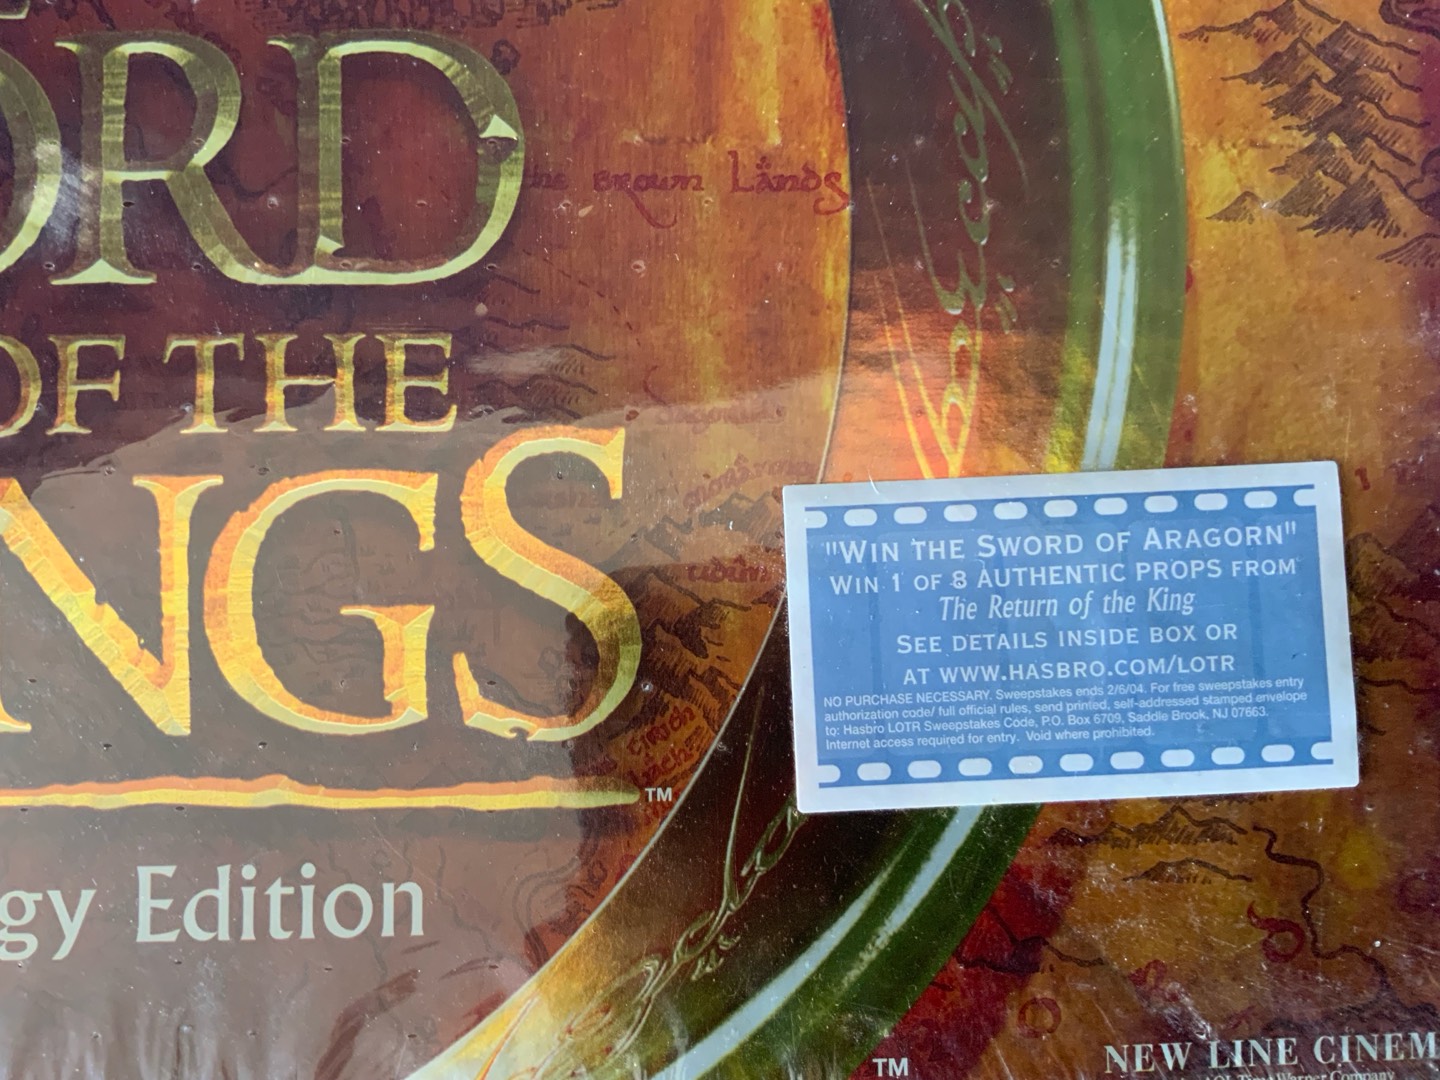 ORD
OF THE
NGS
TM
gy Edition
Brown Lands
"WIN THE SWORD OF ARAGORN"
WIN 1 OF 8 AUTHENTIC PROPS FROM
The Return of the King
SEE DETAILS INSIDE BOX OR
AT WWW.HASBRO.COM/LOTR
NO PURCHASE NECESSARY. Sweepstakes ends 2/6/04. For free sweepstakes entry
authorization code/ full official rules, send printed, self-addressed stamped envelope
to: Hasbro LOTR Sweepstakes Code, P.O. Box 6709, Saddle Brook, NJ 07663.
Internet access required for entry. Void where prohibited.
TM
NEW LINE CINEM
Time Warner Company